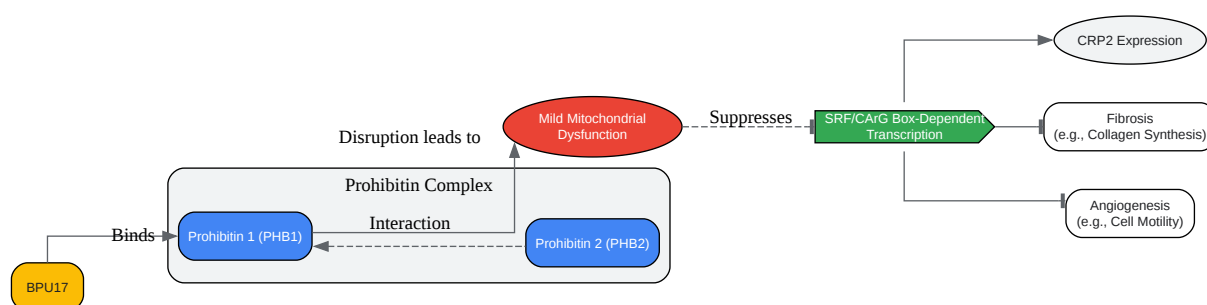 CRP2 Expression
Suppresses
SRF/CArG Box-Dependent
Transcription
Fibrosis
(e.g., Collagen Synthesis)
Mild Mitochondrial
Dysfunction
Disruption leads to
Prohibitin Complex
Angiogenesis
(e.g., Cell Motility)
Interaction
Binds
Prohibitin 1 (PHB1)
Prohibitin 2 (PHB2)
BPU17